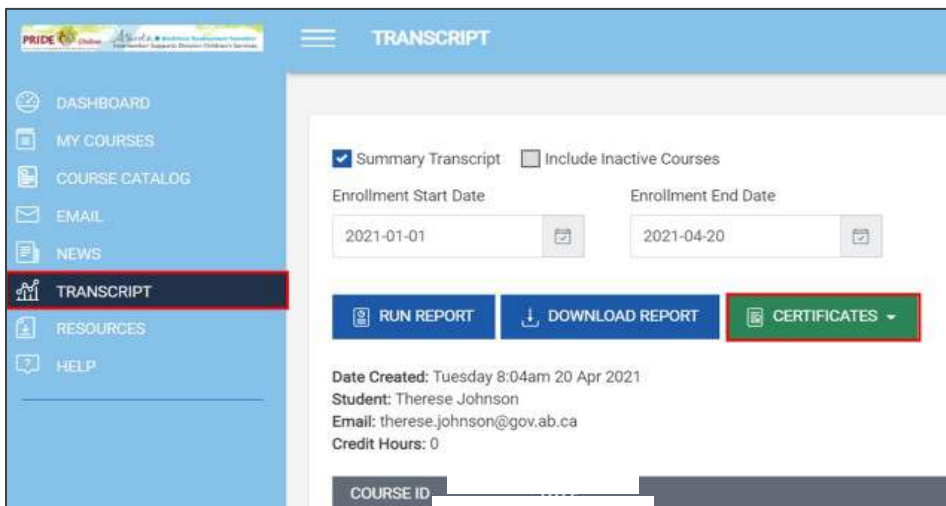 PRIDE Online
TRANSCRIPT
DASHBOARD
MY COURSES
COURSE CATALOG
EMAIL
NEWS
TRANSCRIPT
RESOURCES
HELP
Summary Transcript Include Inactive Courses
Enrollment Start Date Enrollment End Date
2021-01-01 2021-04-20
RUN REPORT DOWNLOAD REPORT CERTIFICATES
Date Created: Tuesday 8:04am 20 Apr 2021
Student: Therese Johnson
Email: therese.johnson@gov.ab.ca
Credit Hours: 0
COURSE ID